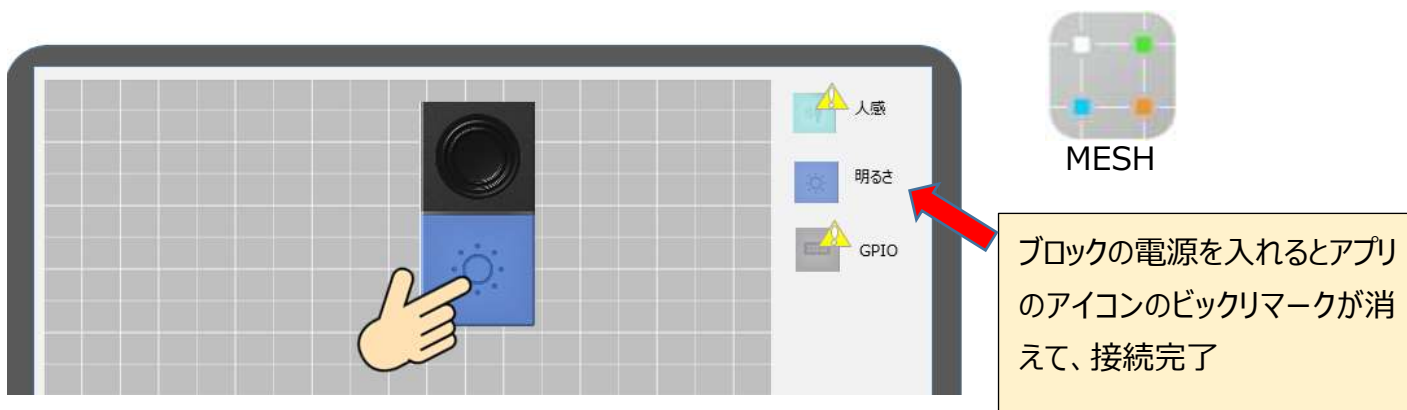 人感
明るさ
GPIO
MESH
ブロックの電源を入れるとアプリ
のアイコンのビックリマークが消
えて、接続完了